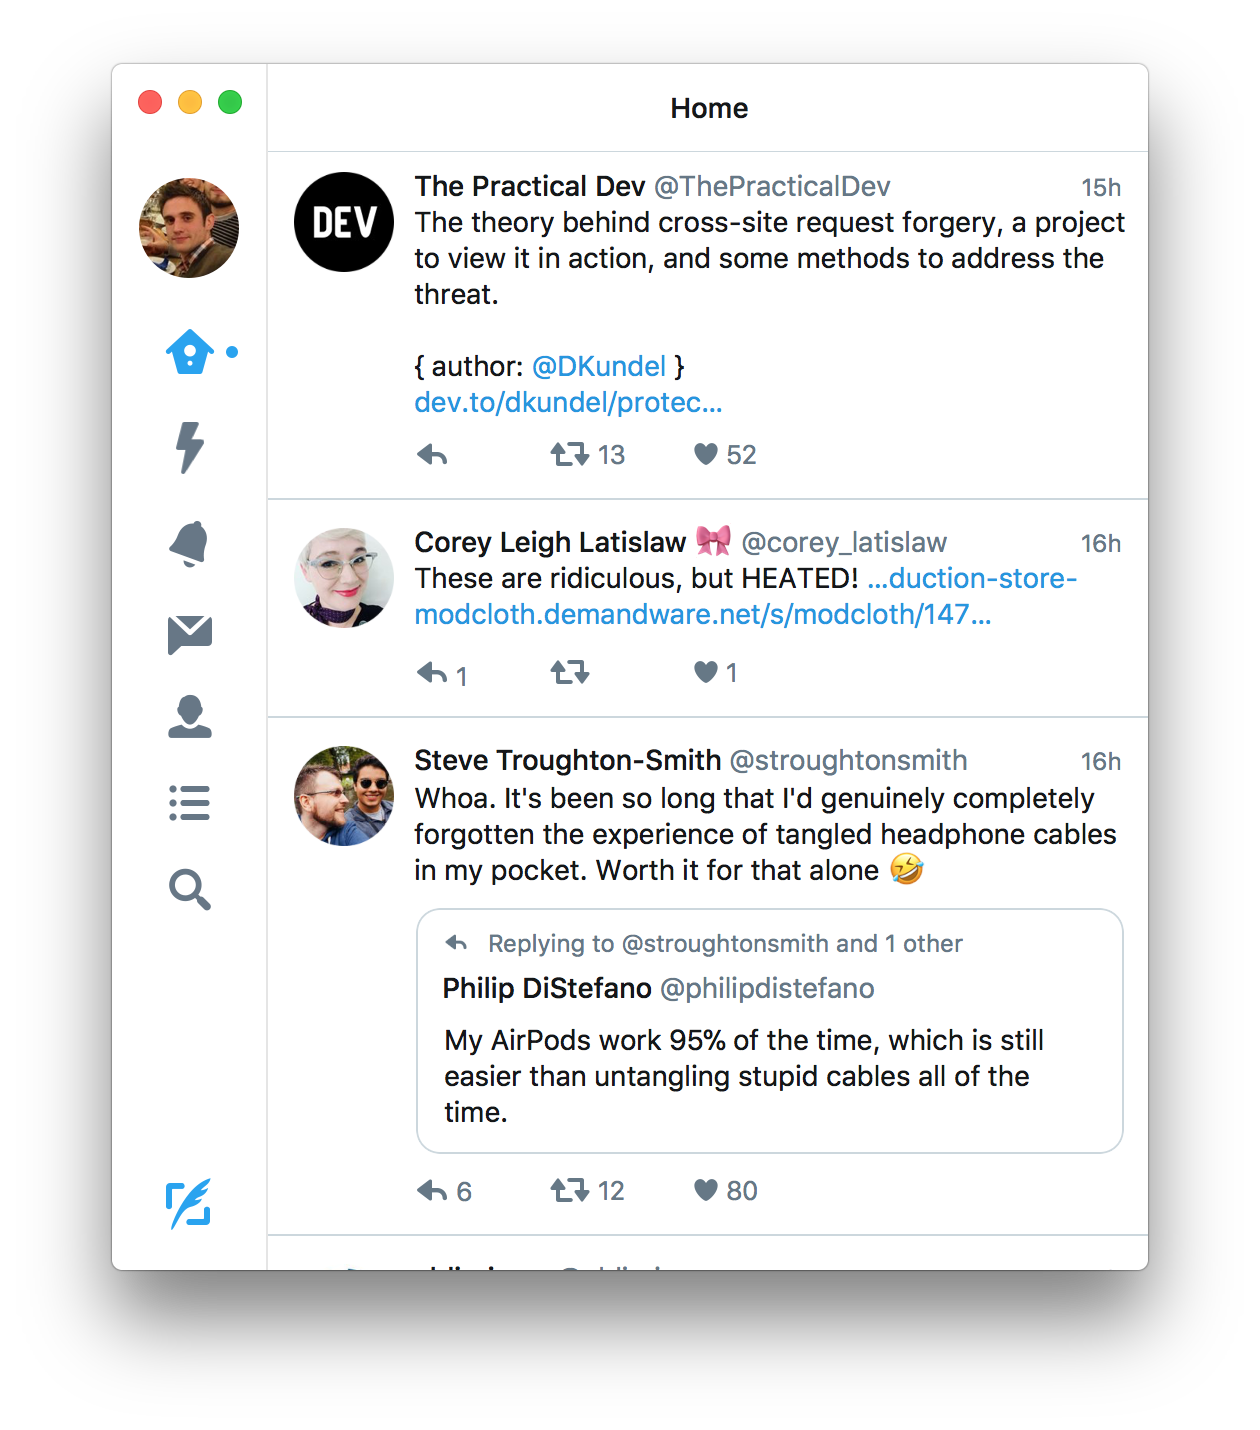 Home
DEV
The Practical Dev @ThePracticalDev 15h
The theory behind cross-site request forgery, a project
to view it in action, and some methods to address the
threat.
{ author: @DKundel }
dev.to/dkundel/protec...
13 52
Corey Leigh Latislaw 🎀 @corey_latislaw 16h
These are ridiculous, but HEATED! ...duction-store-
modcloth.demandware.net/s/modcloth/147...
1 1
Steve Troughton-Smith @stroughtonsmith 16h
Whoa. It's been so long that I'd genuinely completely
forgotten the experience of tangled headphone cables
in my pocket. Worth it for that alone 🤣
Replying to @stroughtonsmith and 1 other
Philip DiStefano @philipdistefano
My AirPods work 95% of the time, which is still
easier than untangling stupid cables all of the
time.
6 12 80